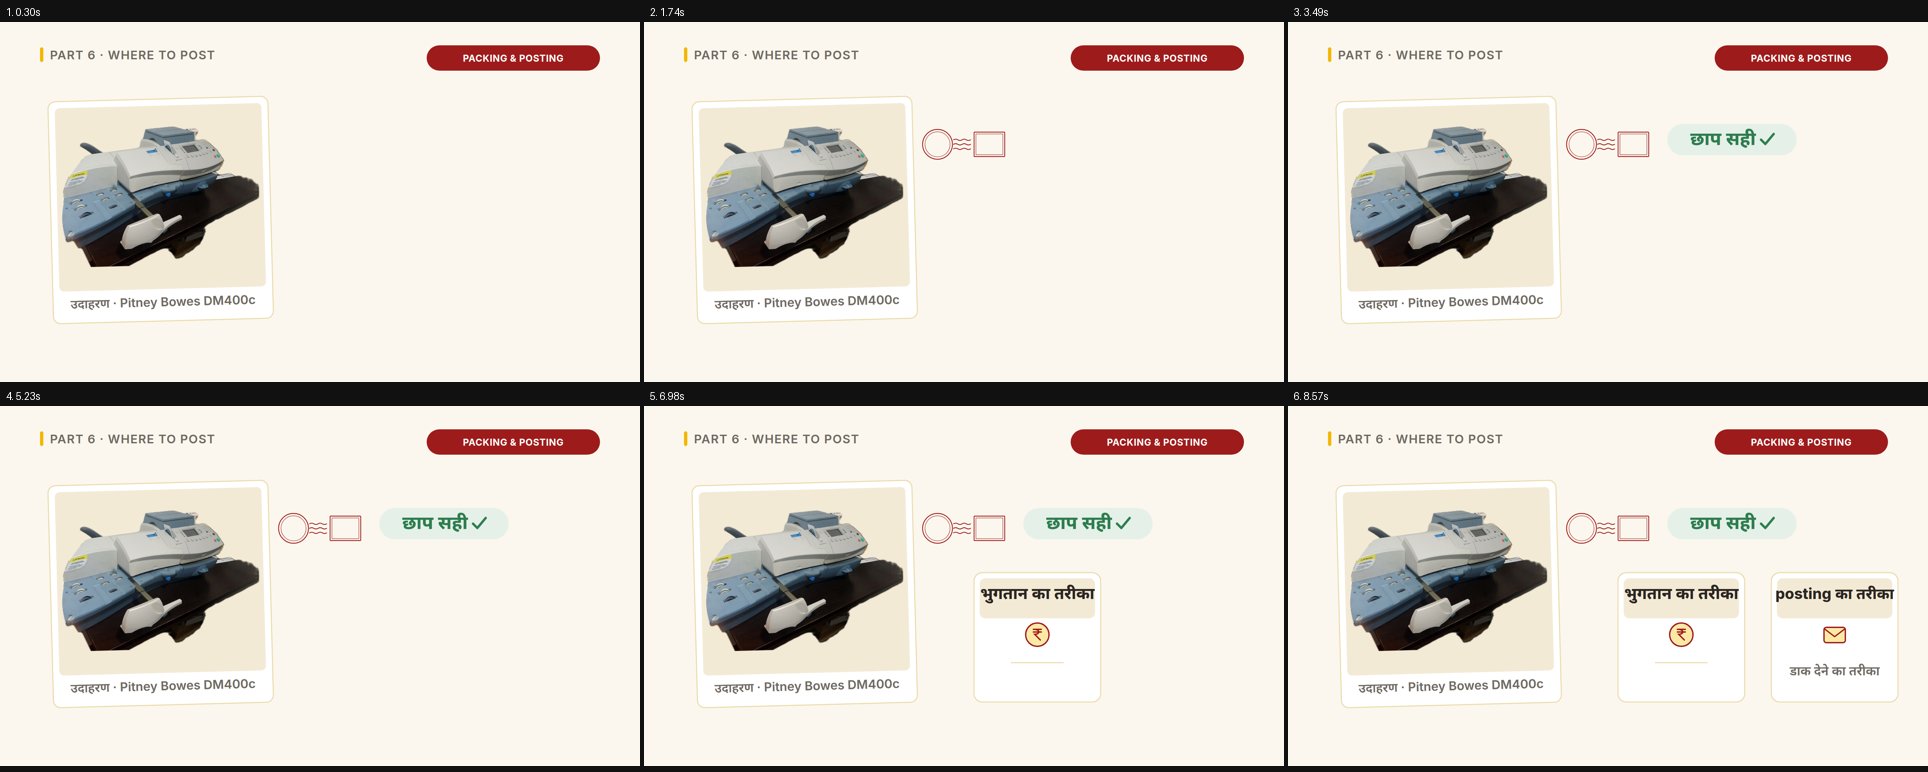 1. 0.30s
PART 6 · WHERE TO POST
PACKING & POSTING
उदाहरण · Pitney Bowes DM400c
2. 1.74s
PART 6 · WHERE TO POST
PACKING & POSTING
उदाहरण · Pitney Bowes DM400c
3. 3.49s
PART 6 · WHERE TO POST
PACKING & POSTING
छाप सही ✓
उदाहरण · Pitney Bowes DM400c
4. 5.23s
PART 6 · WHERE TO POST
PACKING & POSTING
छाप सही ✓
उदाहरण · Pitney Bowes DM400c
5. 6.98s
PART 6 · WHERE TO POST
PACKING & POSTING
छाप सही ✓
भुगतान का तरीका
₹
उदाहरण · Pitney Bowes DM400c
6. 8.57s
PART 6 · WHERE TO POST
PACKING & POSTING
छाप सही ✓
भुगतान का तरीका
₹
posting का तरीका
डाक देने का तरीका
उदाहरण · Pitney Bowes DM400c